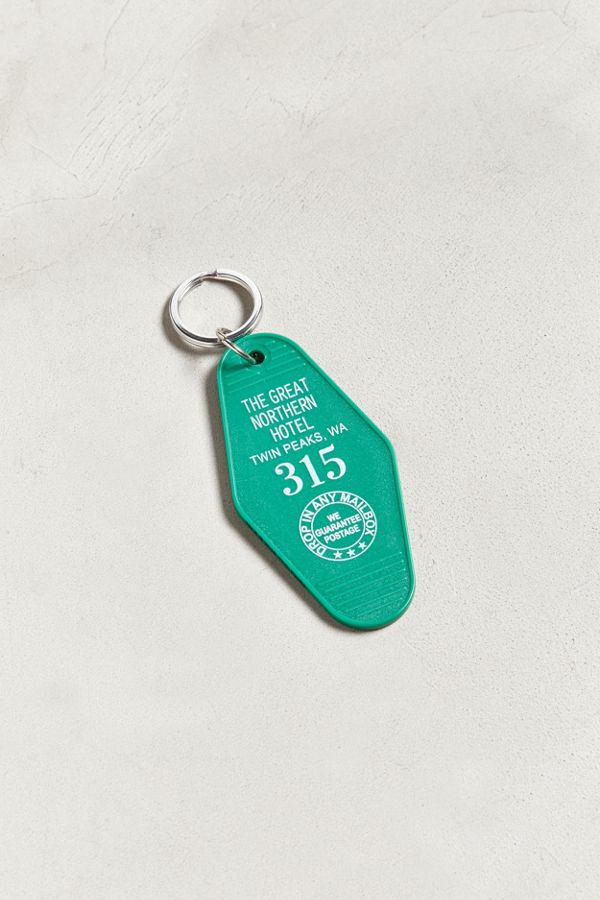 THE GREAT
NORTHERN
HOTEL
TWIN PEAKS, WA
315
DROP IN ANY MAILBOX
WE
GUARANTEE
POSTAGE